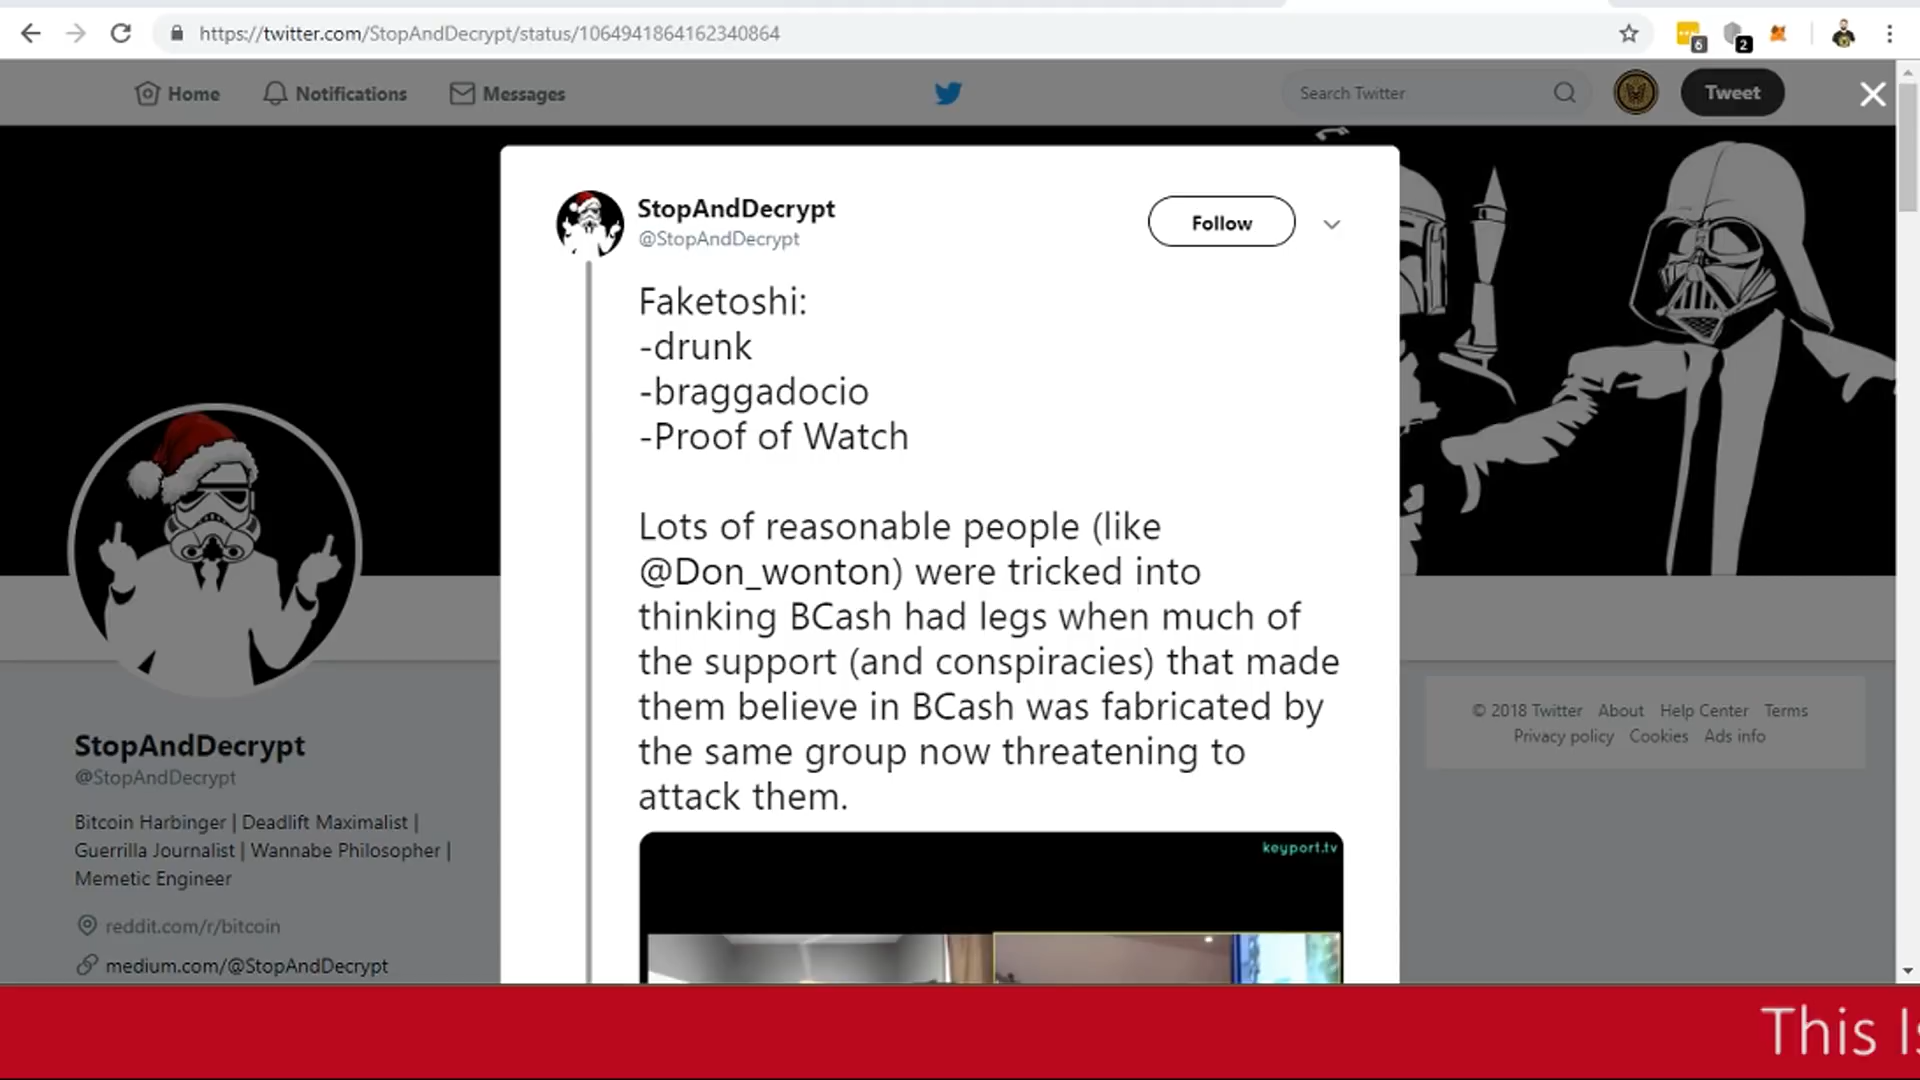 https://twitter.com/StopAndDecrypt/status/1064941864162340864
6
2
Home
Notifications
Messages
Search Twitter
Tweet
StopAndDecrypt
@StopAndDecrypt
Follow
Faketoshi:
-drunk
-braggadocio
-Proof of Watch
Lots of reasonable people (like
@Don_wonton) were tricked into
thinking BCash had legs when much of
the support (and conspiracies) that made
them believe in BCash was fabricated by
the same group now threatening to
attack them.
keyport.tv
StopAndDecrypt
@StopAndDecrypt
Bitcoin Harbinger | Deadlift Maximalist |
Guerrilla Journalist | Wannabe Philosopher |
Memetic Engineer
reddit.com/r/bitcoin
medium.com/@StopAndDecrypt
© 2018 Twitter About Help Center Terms
Privacy policy Cookies Ads info
This Is